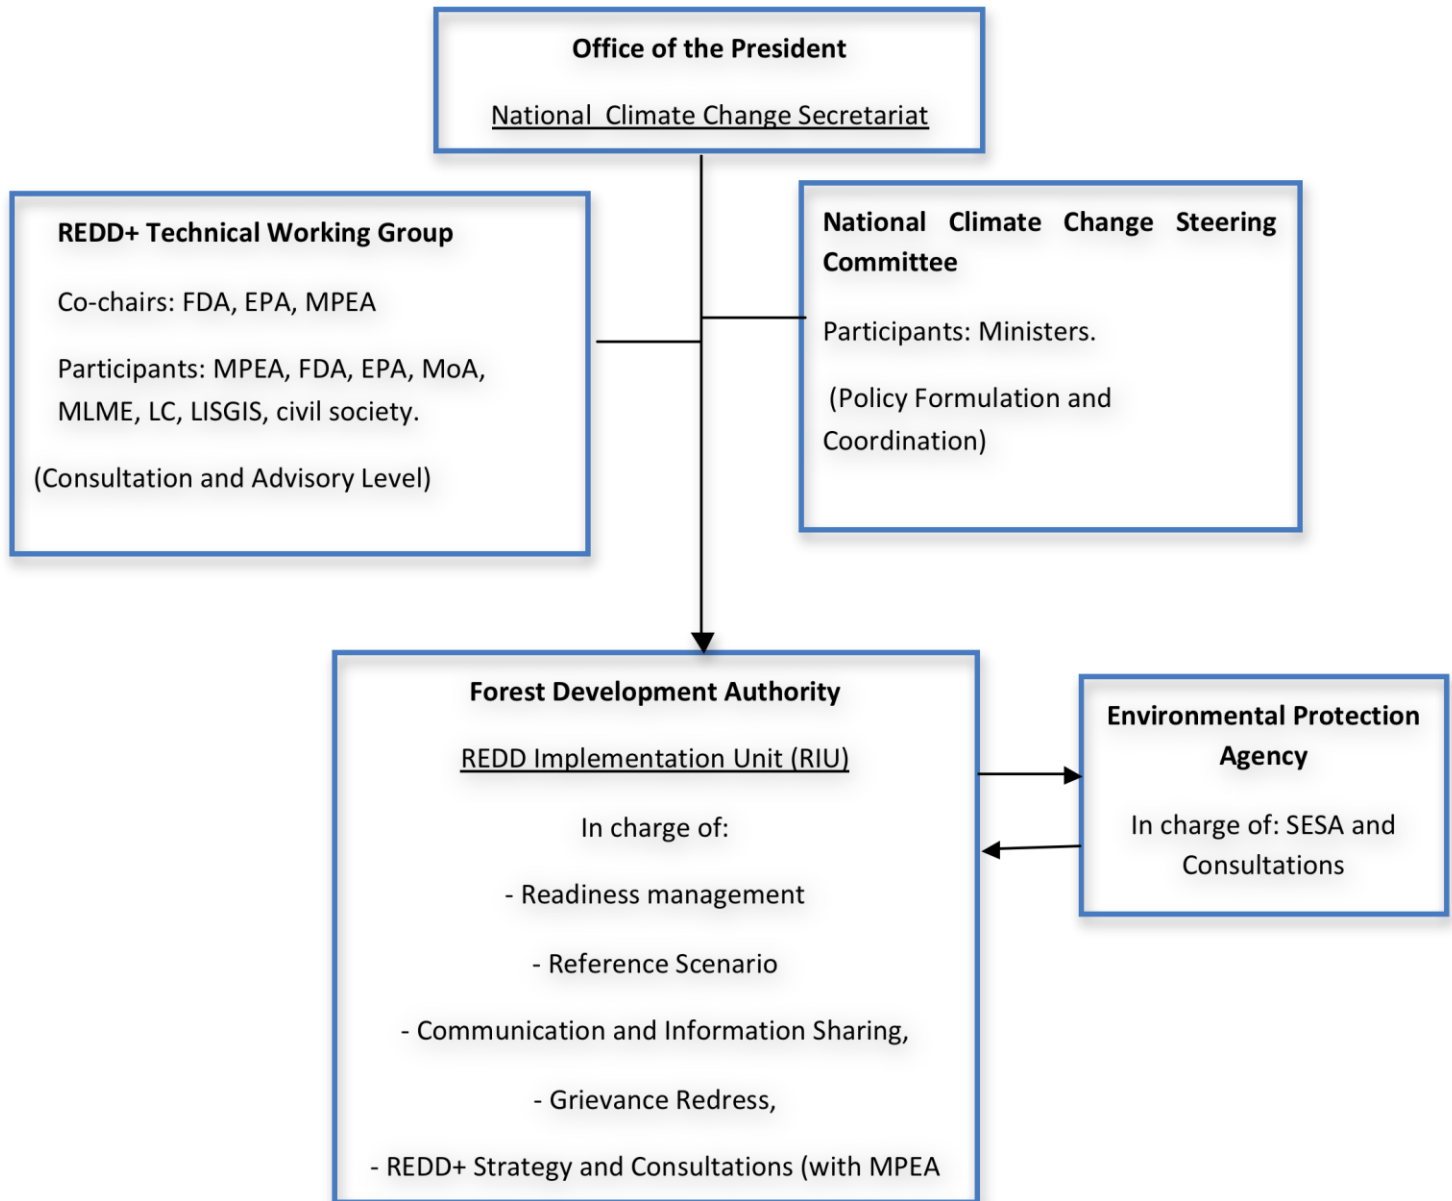 Office of the President
National Climate Change Secretariat
REDD+ Technical Working Group
Co-chairs: FDA, EPA, MPEA
Participants: MPEA, FDA, EPA, MoA,
MLME, LC, LISGIS, civil society.
(Consultation and Advisory Level)
National Climate Change Steering
Committee
Participants: Ministers.
(Policy Formulation and
Coordination)
Forest Development Authority
REDD Implementation Unit (RIU)
In charge of:
- Readiness management
- Reference Scenario
- Communication and Information Sharing,
- Grievance Redress,
- REDD+ Strategy and Consultations (with MPEA
Environmental Protection
Agency
In charge of: SESA and
Consultations